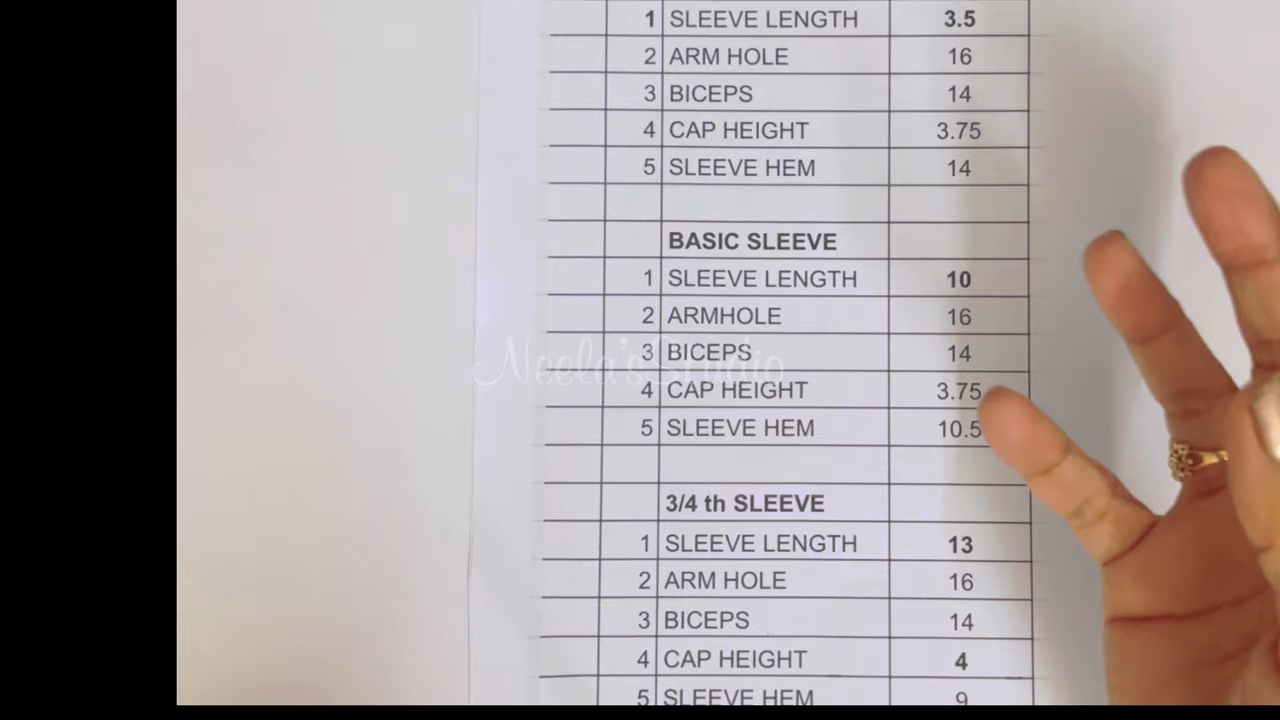 1 SLEEVE LENGTH 3.5
2 ARM HOLE 16
3 BICEPS 14
4 CAP HEIGHT 3.75
5 SLEEVE HEM 14
BASIC SLEEVE
1 SLEEVE LENGTH 10
2 ARMHOLE 16
3 BICEPS 14
Neela'sStudio
4 CAP HEIGHT 3.75
5 SLEEVE HEM 10.5
3/4 th SLEEVE
1 SLEEVE LENGTH 13
2 ARM HOLE 16
3 BICEPS 14
4 CAP HEIGHT 4
5 SLEEVE HEM 9